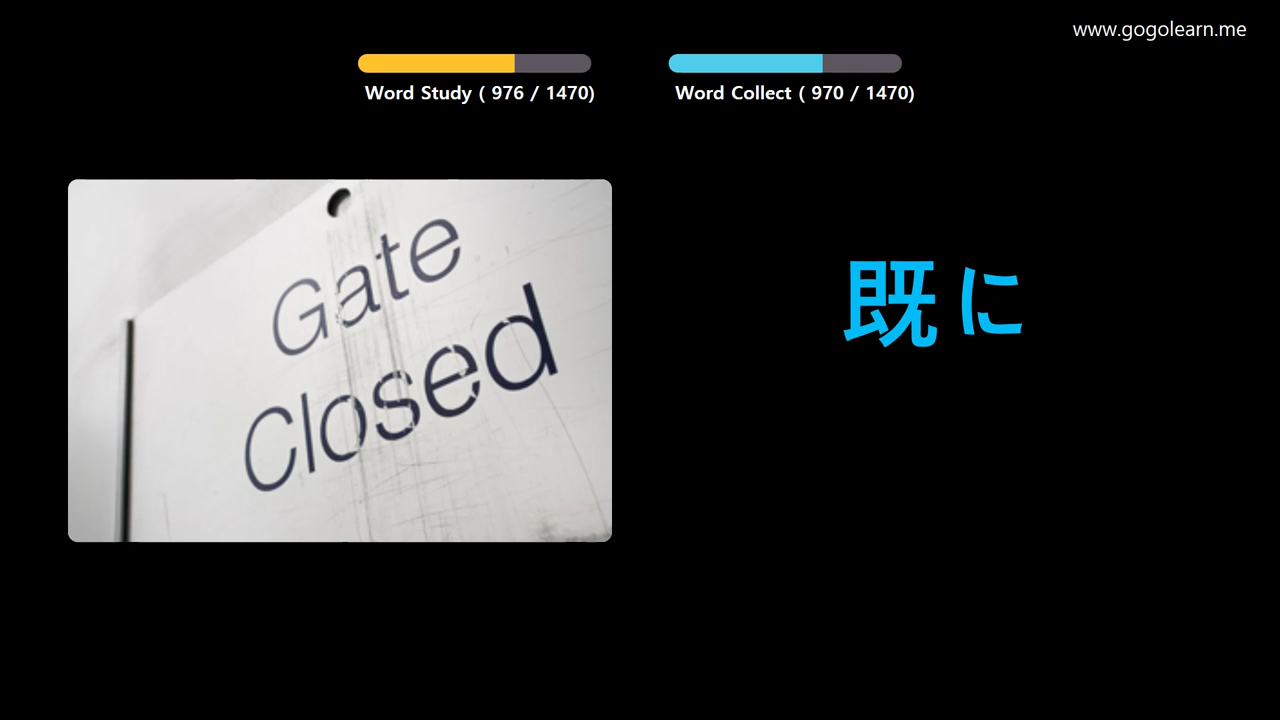 www.gogolearn.me
Word Study ( 976 / 1470)
Word Collect ( 970 / 1470)
Gate
Closed
既に